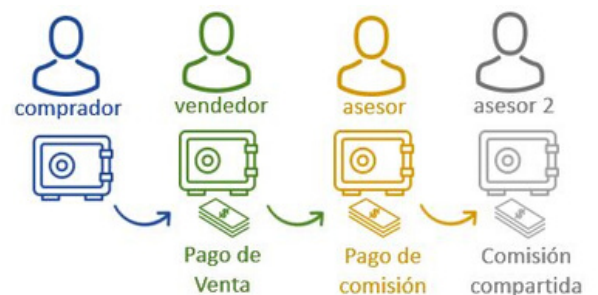 comprador
vendedor
asesor
asesor 2
$
$
$
Pago de
Venta
Pago de
comisión
Comisión
compartida